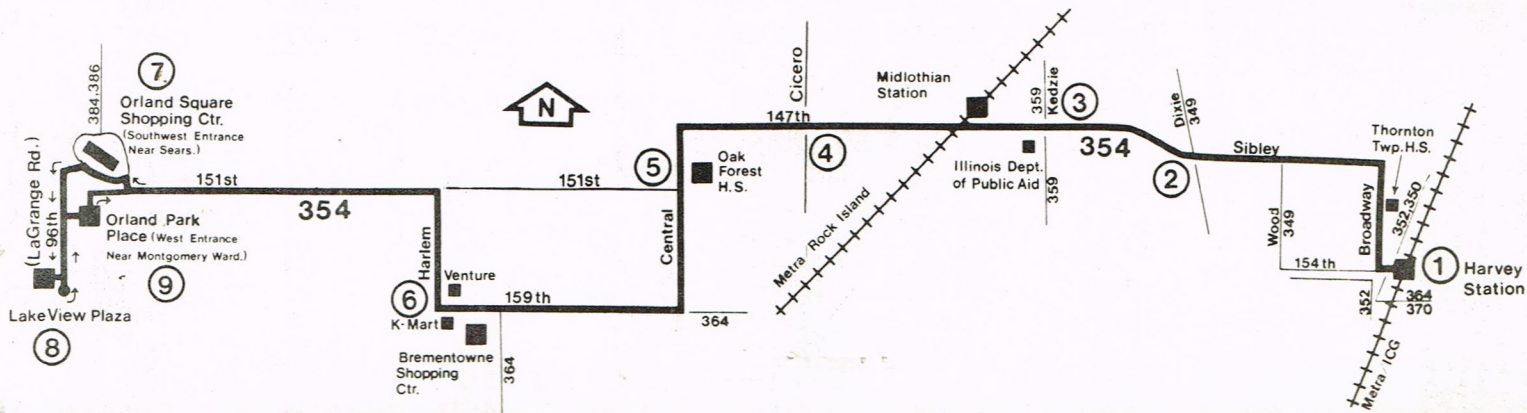 384,386
7
Orland Square
Shopping Ctr.
(Southwest Entrance
Near Sears.)
(LaGrange Rd.)
96th
151st
354
Orland Park
Place (West Entrance
Near Montgomery Ward.)
9
LakeView Plaza
8
N
Harlem
Venture
6
K-Mart
159th
Brementowne
Shopping
Ctr.
364
364
151st
Central
5
Oak
Forest
H.S.
147th
Cicero
4
Midlothian
Station
Metra/Rock Island
359
Kedzie
3
Illinois Dept.
of Public Aid
359
354
Dixie
349
2
Sibley
Wood
349
154th
Thornton
Twp.H.S.
Broadway
352,350
1
Harvey
Station
352
364
370
Metra/ICG